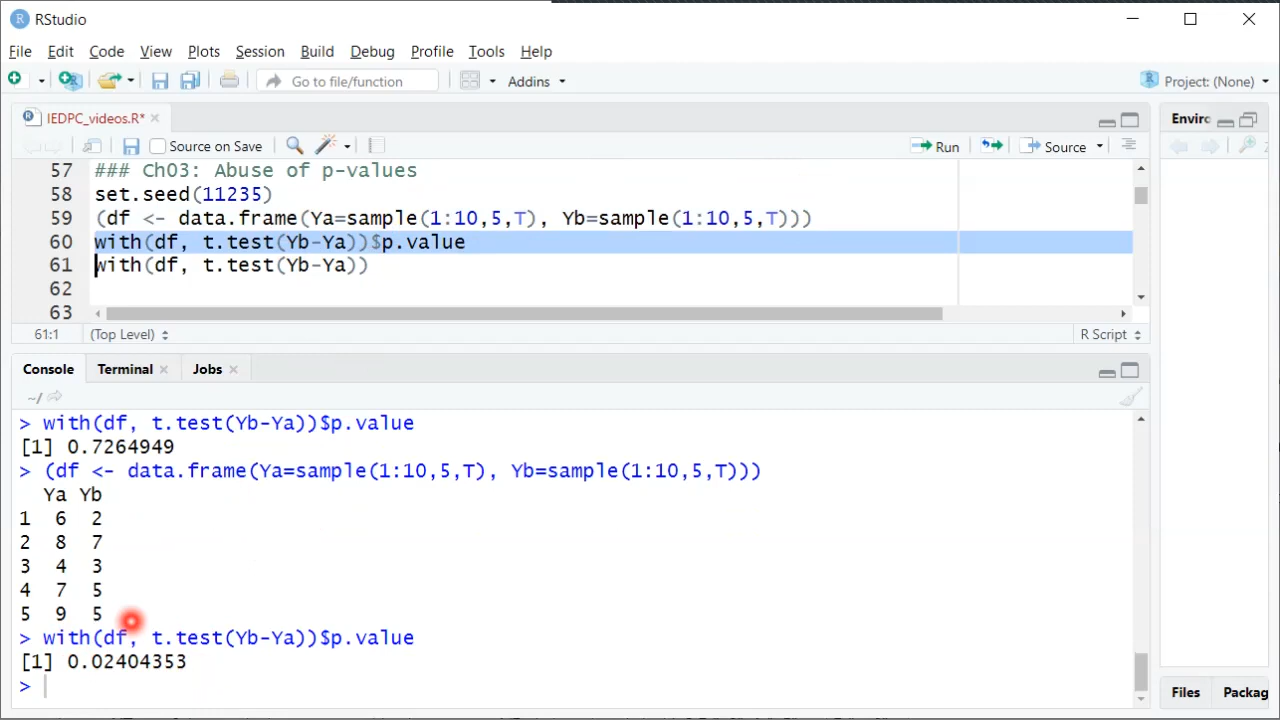 RStudio
File Edit Code View Plots Session Build Debug Profile Tools Help
Go to file/function Addins Project: (None)
IEDPC_videos.R* Enviro
Source on Save Run Source
57 ### Ch03: Abuse of p-values
58 set.seed(11235)
59 (df <- data.frame(Ya=sample(1:10,5,T), Yb=sample(1:10,5,T)))
60 with(df, t.test(Yb-Ya))$p.value
61 with(df, t.test(Yb-Ya))
62
63
61:1 (Top Level) R Script
Console Terminal Jobs
~/
> with(df, t.test(Yb-Ya))$p.value
[1] 0.7264949
> (df <- data.frame(Ya=sample(1:10,5,T), Yb=sample(1:10,5,T)))
Ya Yb
1 6 2
2 8 7
3 4 3
4 7 5
5 9 5
> with(df, t.test(Yb-Ya))$p.value
[1] 0.02404353
>
Files Packag